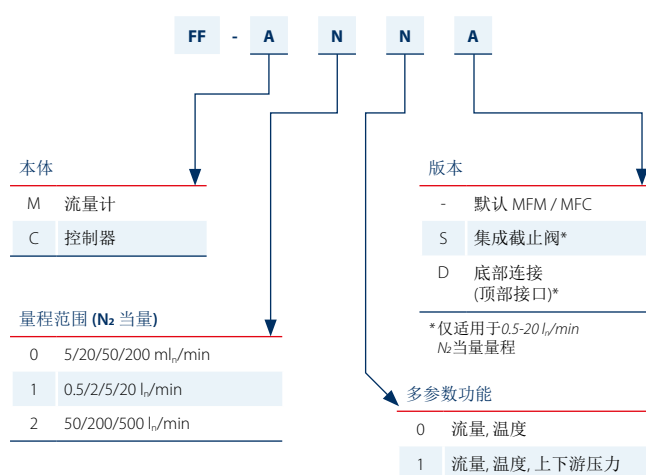 FF - A N N A
本体
M 流量计
C 控制器
量程范围 (N₂ 当量)
0 5/20/50/200 mlₙ/min
1 0.5/2/5/20 lₙ/min
2 50/200/500 lₙ/min
版本
- 默认 MFM / MFC
S 集成截止阀*
D 底部连接
(顶部接口)*
*仅适用于0.5-20 lₙ/min
N₂当量量程
多参数功能
0 流量, 温度
1 流量, 温度, 上下游压力